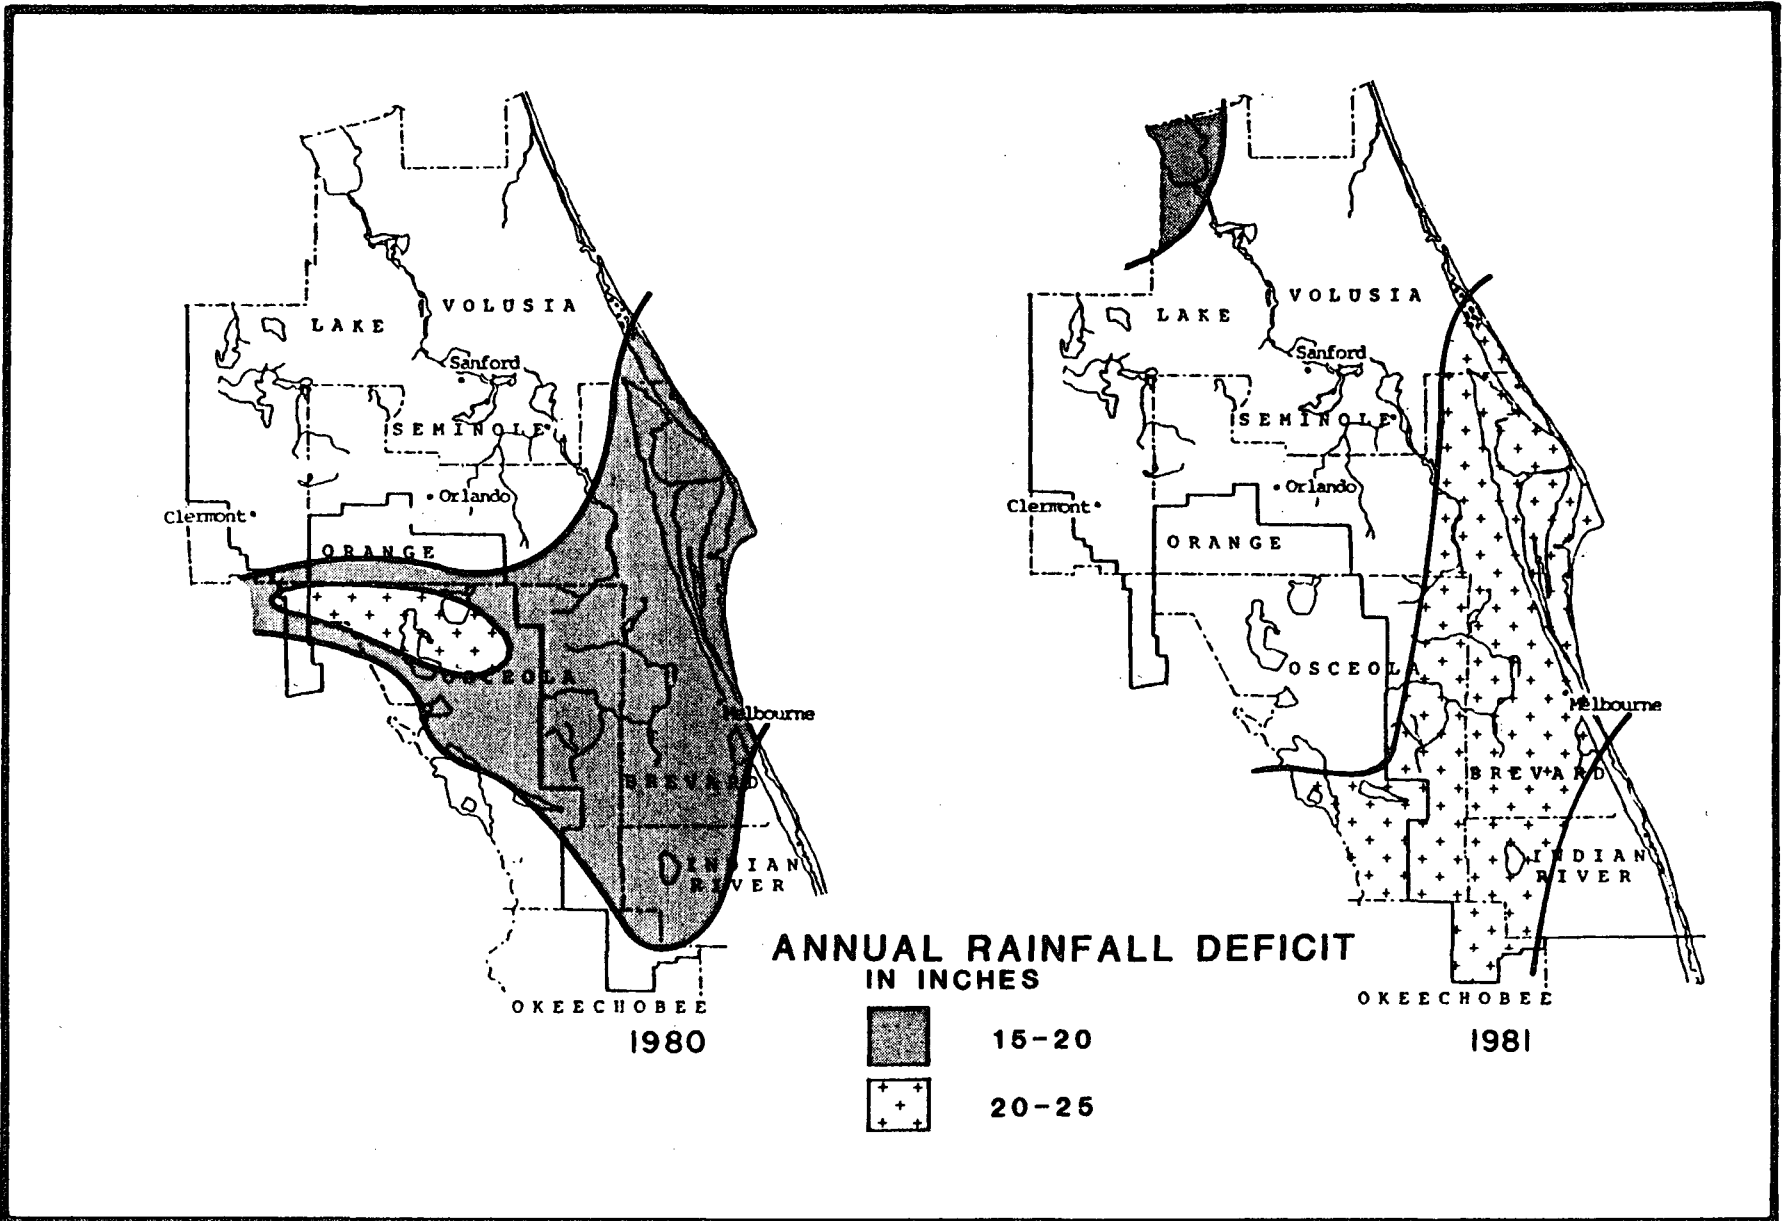 VOLUSIA
LAKE
Sanford
SEMINOLE
Orlando
Clermont
ORANGE
OSCEOLA
Melbourne
BREVARD
INDIAN
RIVER
OKEECHOBEE
1980
VOLUSIA
LAKE
Sanford
SEMINOLE
Orlando
Clermont
ORANGE
OSCEOLA
Melbourne
BREVARD
INDIAN
RIVER
OKEECHOBEE
1981
ANNUAL RAINFALL DEFICIT
IN INCHES
15-20
20-25